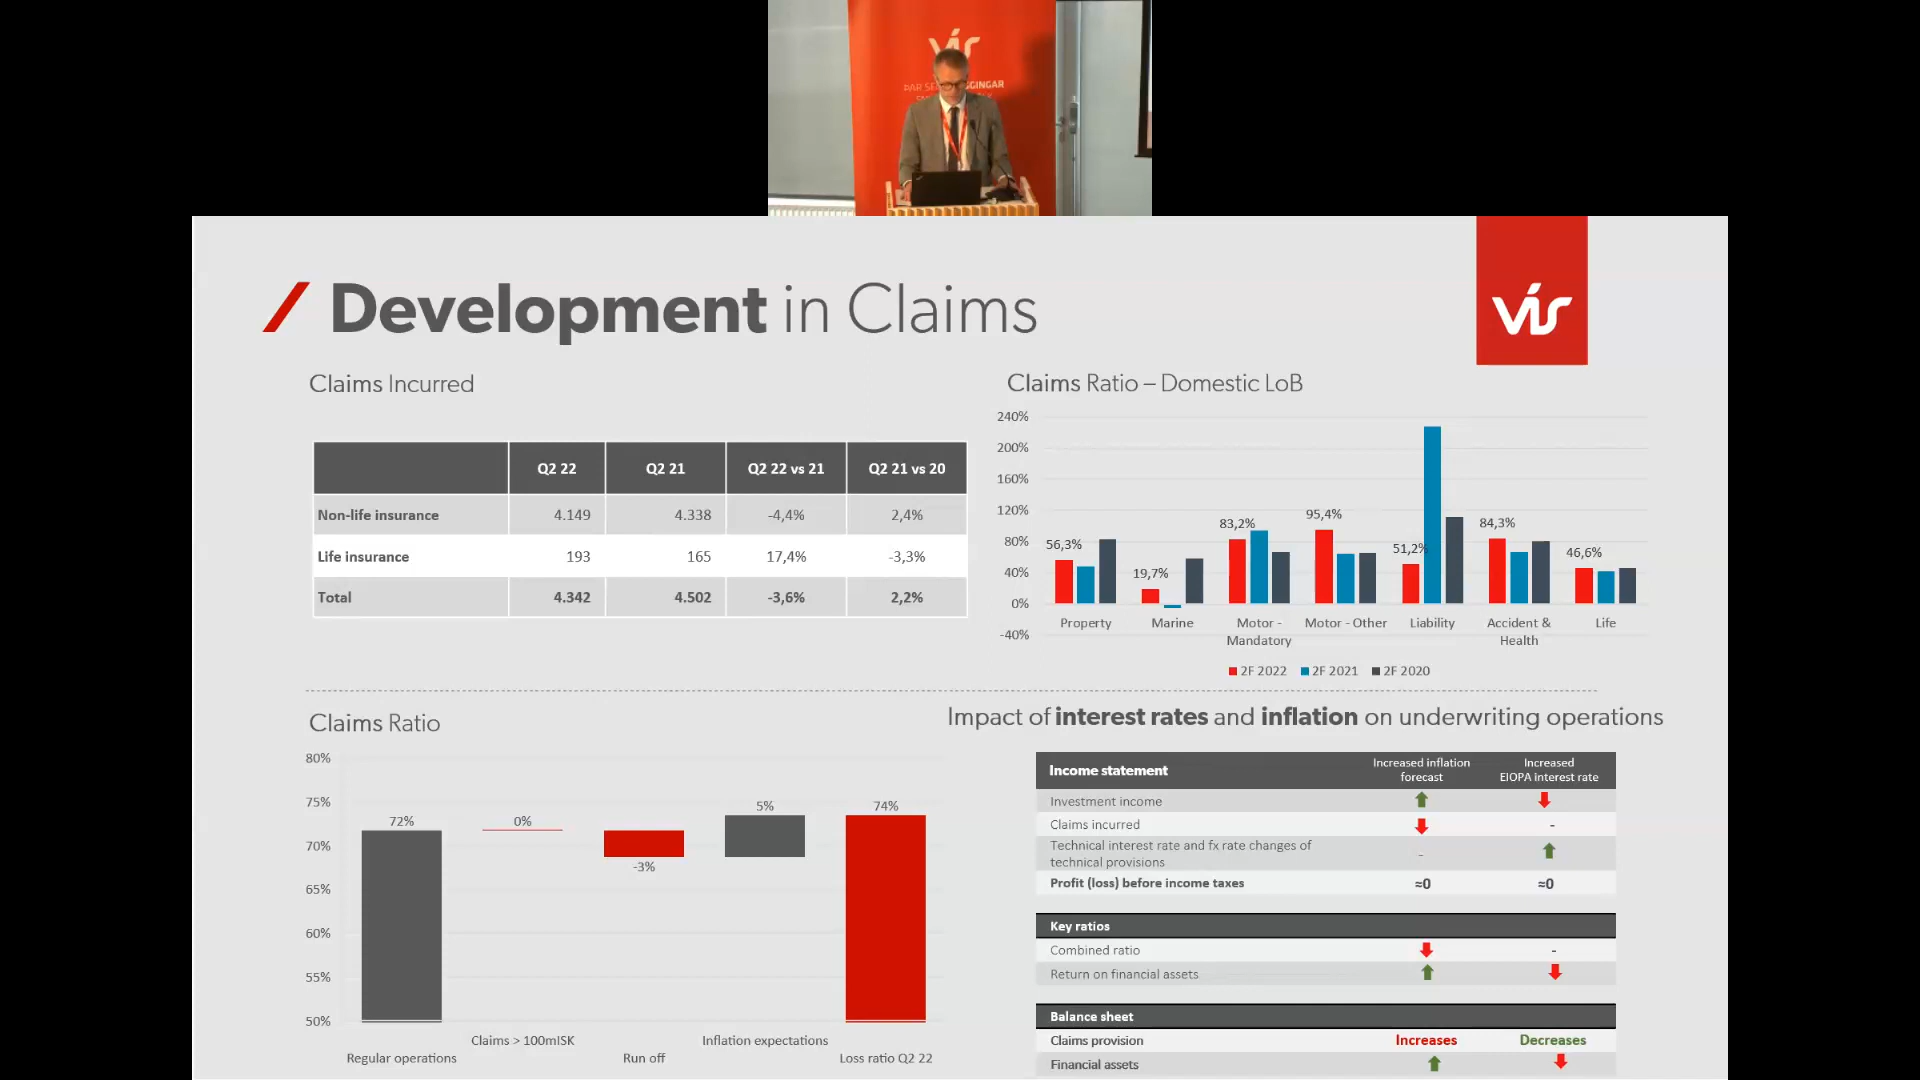 vís
ÞAR SE
GGINGAR
Development in Claims
vís
Claims Incurred
Q2 22 Q2 21 Q2 22 vs 21 Q2 21 vs 20
Non-life insurance 4.149 4.338 -4,4% 2,4%
Life insurance 193 165 17,4% -3,3%
Total 4.342 4.502 -3,6% 2,2%
Claims Ratio – Domestic LoB
240%
200%
160%
120%
80%
40%
0%
-40%
56,3%
19,7%
83,2%
95,4%
51,2%
84,3%
46,6%
Property Marine Motor - Mandatory Motor - Other Liability Accident & Health Life
2F 2022 2F 2021 2F 2020
Claims Ratio
80%
75%
70%
65%
60%
55%
50%
72%
0%
-3%
5%
74%
Regular operations Claims > 100mISK Run off Inflation expectations Loss ratio Q2 22
Impact of interest rates and inflation on underwriting operations
Income statement Increased inflation forecast Increased EIOPA interest rate
Investment income
Claims incurred -
Technical interest rate and fx rate changes of
technical provisions -
Profit (loss) before income taxes ≈0 ≈0
Key ratios
Combined ratio -
Return on financial assets
Balance sheet
Claims provision Increases Decreases
Financial assets